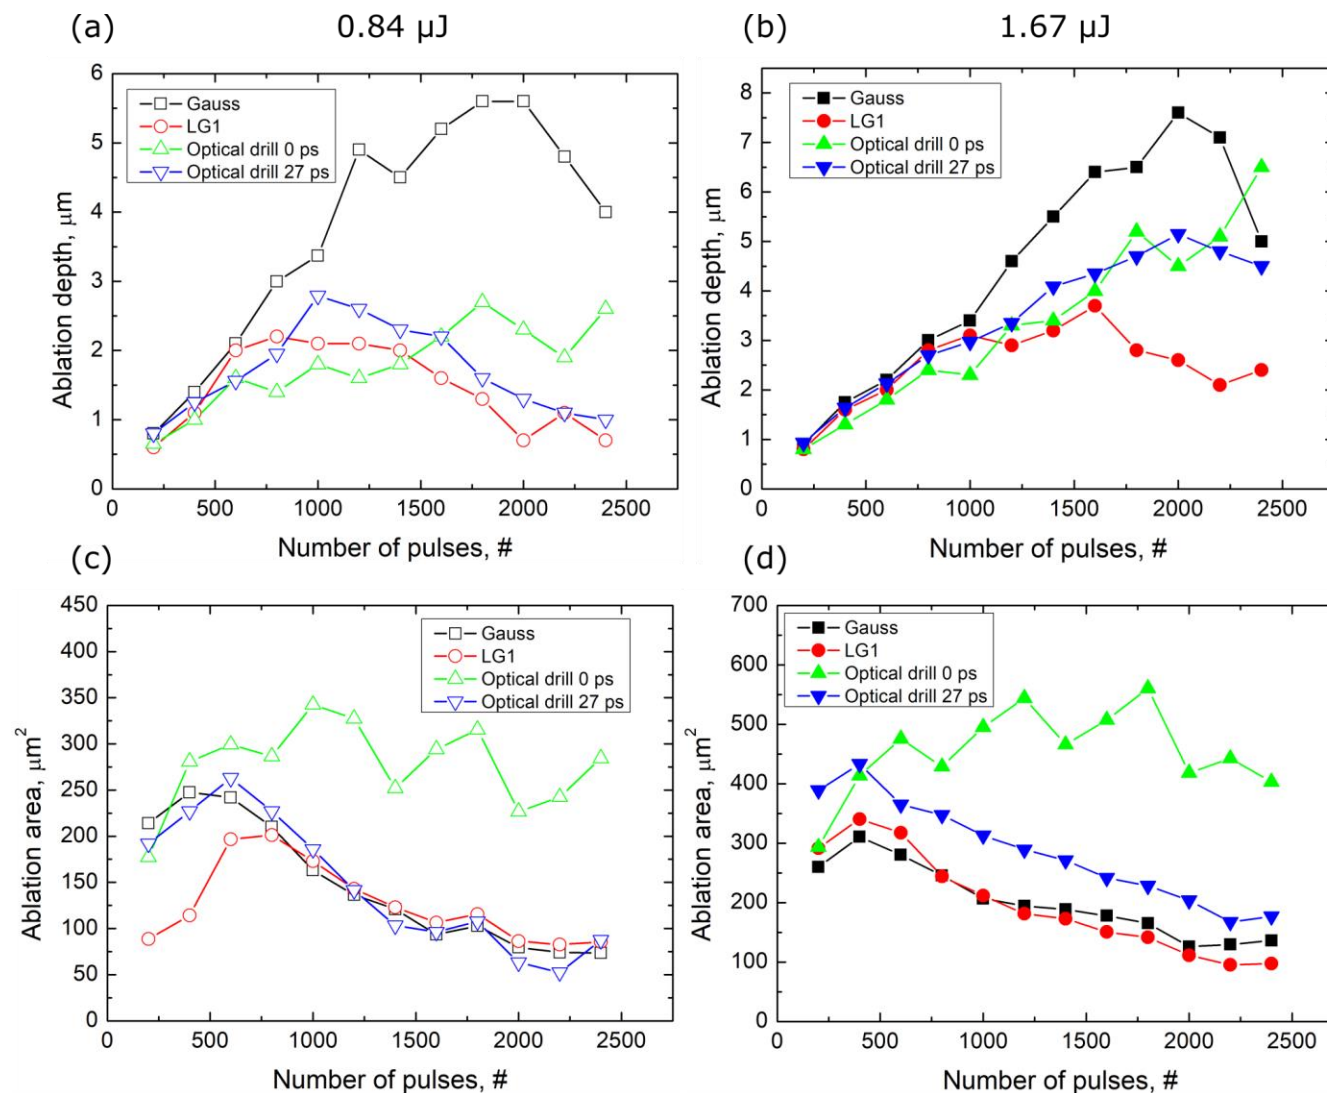 (a) 0.84 µJ
(b) 1.67 µJ
6
5
4
3
2
1
0
Ablation depth, μm
Gauss
LG1
Optical drill 0 ps
Optical drill 27 ps
0 500 1000 1500 2000 2500
Number of pulses, #
8
7
6
5
4
3
2
1
0
Ablation depth, μm
Gauss
LG1
Optical drill 0 ps
Optical drill 27 ps
0 500 1000 1500 2000 2500
Number of pulses, #
(c)
450
400
350
300
250
200
150
100
50
0
Ablation area, μm²
Gauss
LG1
Optical drill 0 ps
Optical drill 27 ps
0 500 1000 1500 2000 2500
Number of pulses, #
(d)
700
600
500
400
300
200
100
0
Ablation area, μm²
Gauss
LG1
Optical drill 0 ps
Optical drill 27 ps
0 500 1000 1500 2000 2500
Number of pulses, #